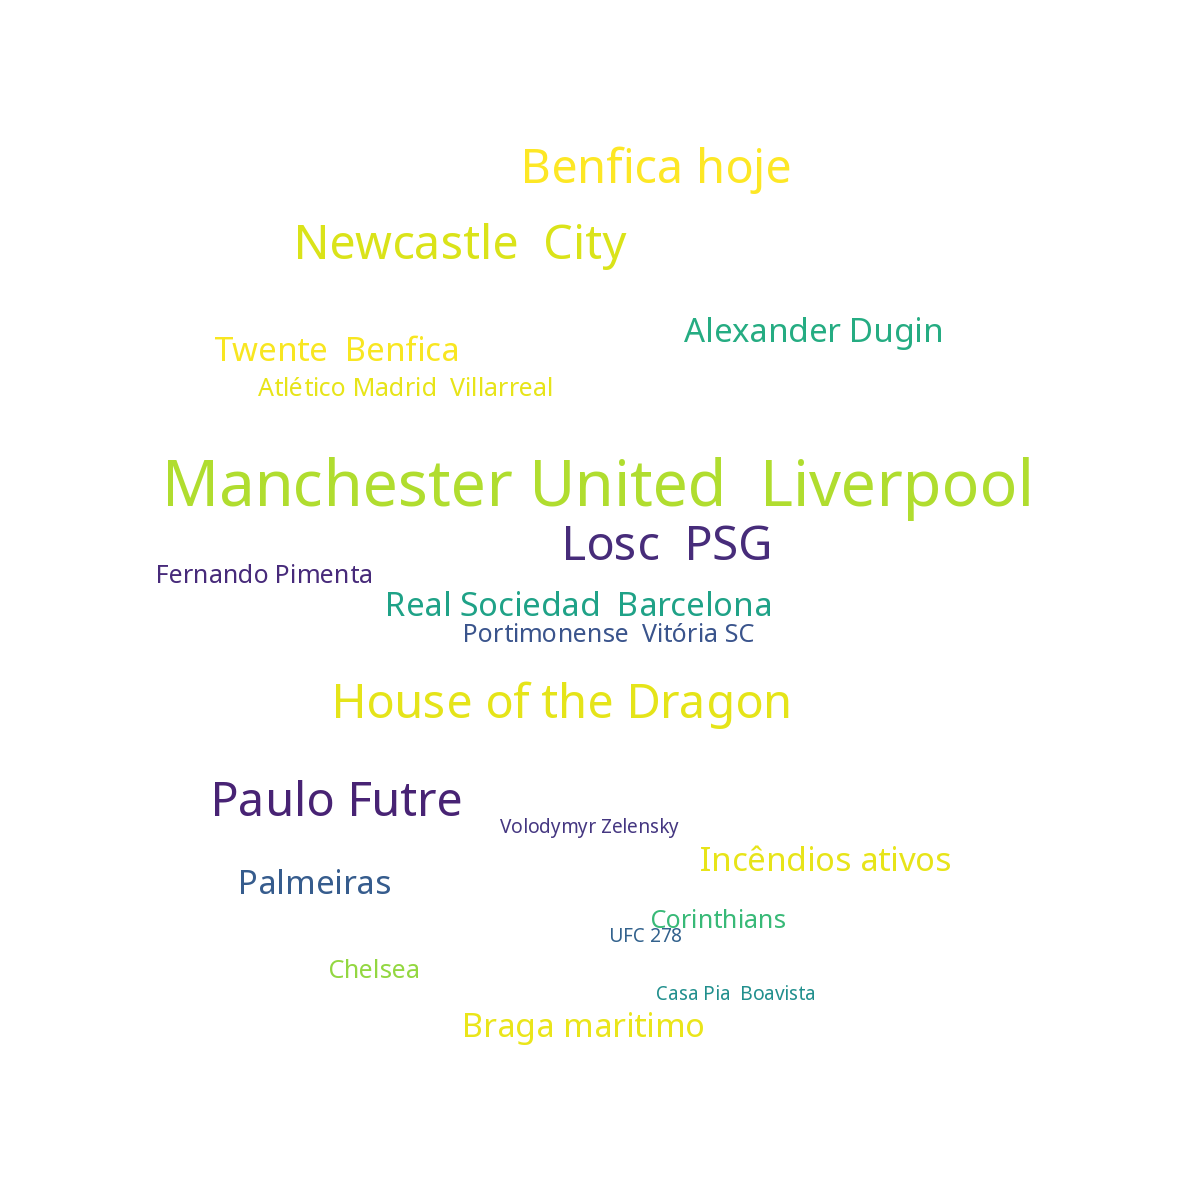 Benfica hoje
Newcastle City
Alexander Dugin
Twente Benfica
Atlético Madrid Villarreal
Manchester United Liverpool
Losc PSG
Fernando Pimenta
Real Sociedad Barcelona
Portimonense Vitória SC
House of the Dragon
Paulo Futre
Volodymyr Zelensky
Incêndios ativos
Palmeiras
Corinthians
UFC 278
Chelsea
Casa Pia Boavista
Braga maritimo